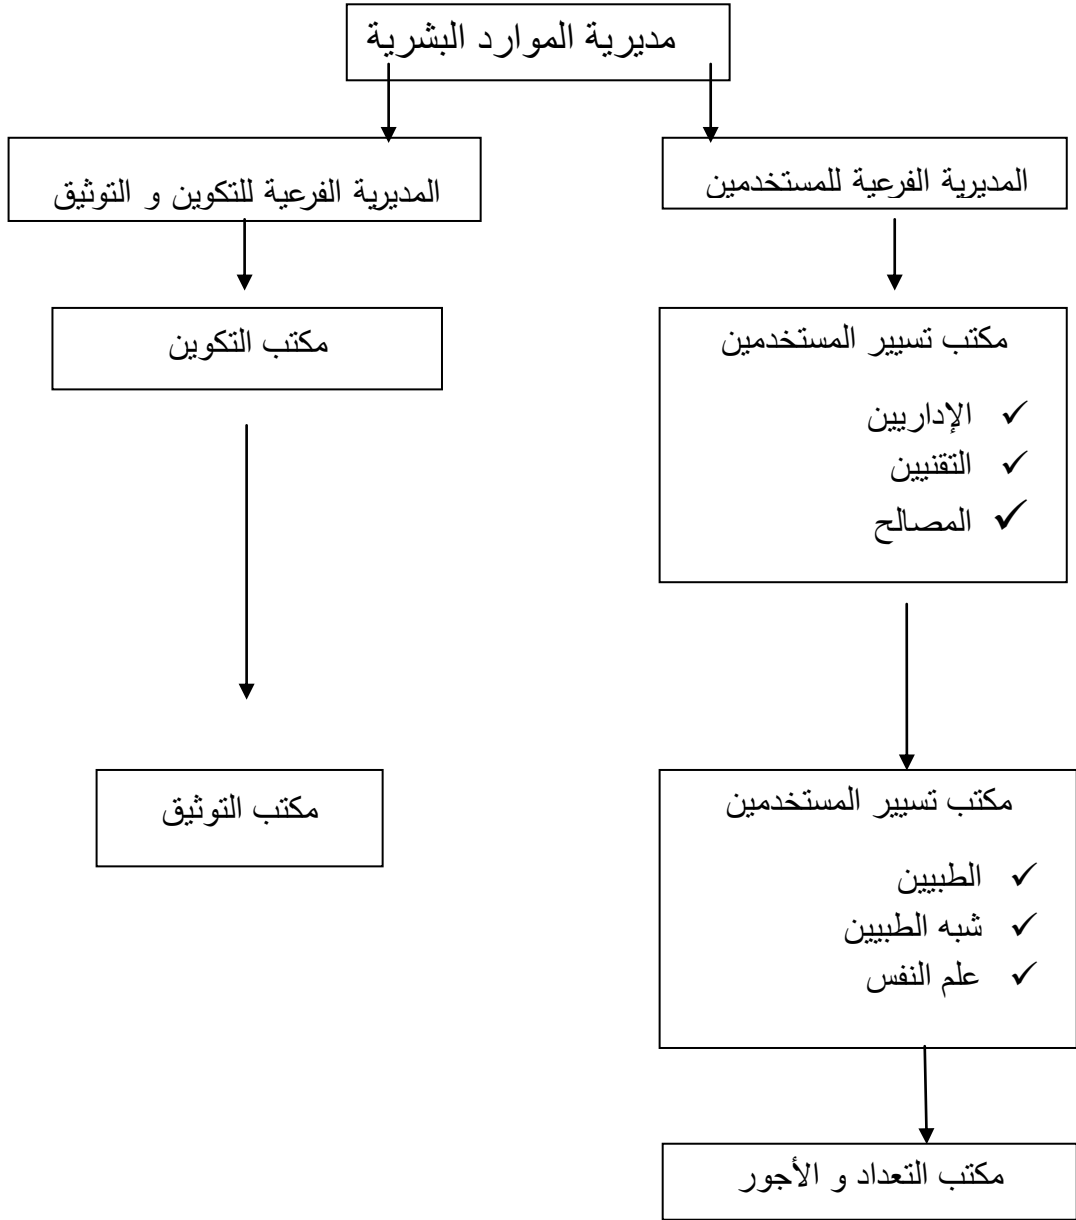 مديرية الموارد البشرية
المديرية الفرعية للمستخدمين
المديرية الفرعية للتكوين و التوثيق
مكتب تسيير المستخدمين
✓ الإداريين
✓ التقنيين
✓ المصالح
مكتب التكوين
مكتب تسيير المستخدمين
✓ الطبيين
✓ شبه الطبيين
✓ علم النفس
مكتب التوثيق
مكتب التعداد و الأجور